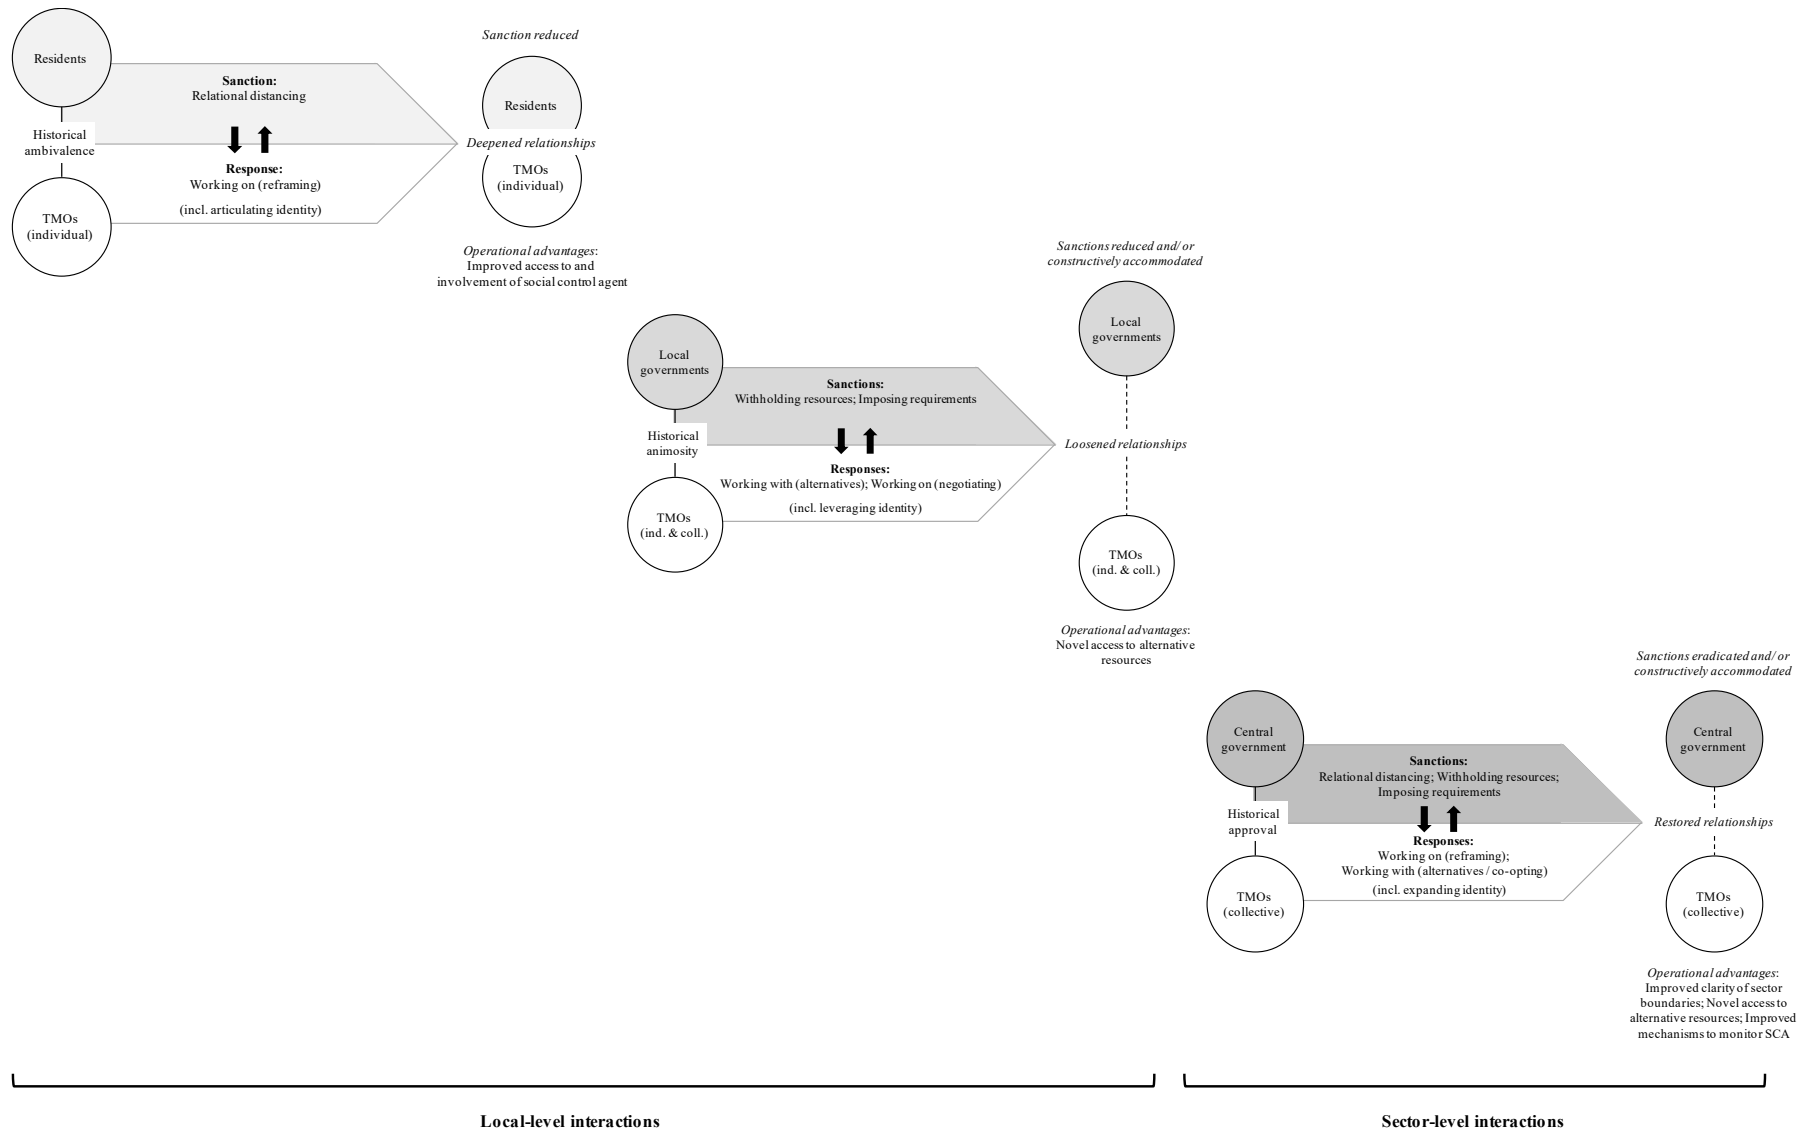 Residents
Sanction:
Relational distancing
Historical
ambivalence
Response:
Working on (reframing)
(incl. articulating identity)
TMOs
(individual)
Sanction reduced
Residents
Deepened relationships
TMOs
(individual)
Operational advantages:
Improved access to and
involvement of social control agent
Local
governments
Sanctions:
Withholding resources; Imposing requirements
Historical
animosity
Responses:
Working with (alternatives); Working on (negotiating)
(incl. leveraging identity)
TMOs
(ind. & coll.)
Sanctions reduced and/ or
constructively accommodated
Local
governments
Loosened relationships
TMOs
(ind. & coll.)
Operational advantages:
Novel access to alternative
resources
Central
government
Sanctions:
Relational distancing; Withholding resources;
Imposing requirements
Historical
approval
Responses:
Working on (reframing);
Working with (alternatives / co-opting)
(incl. expanding identity)
TMOs
(collective)
Sanctions eradicated and/ or
constructively accommodated
Central
government
Restored relationships
TMOs
(collective)
Operational advantages:
Improved clarity of sector
boundaries; Novel access to
alternative resources; Improved
mechanisms to monitor SCA
Local-level interactions
Sector-level interactions